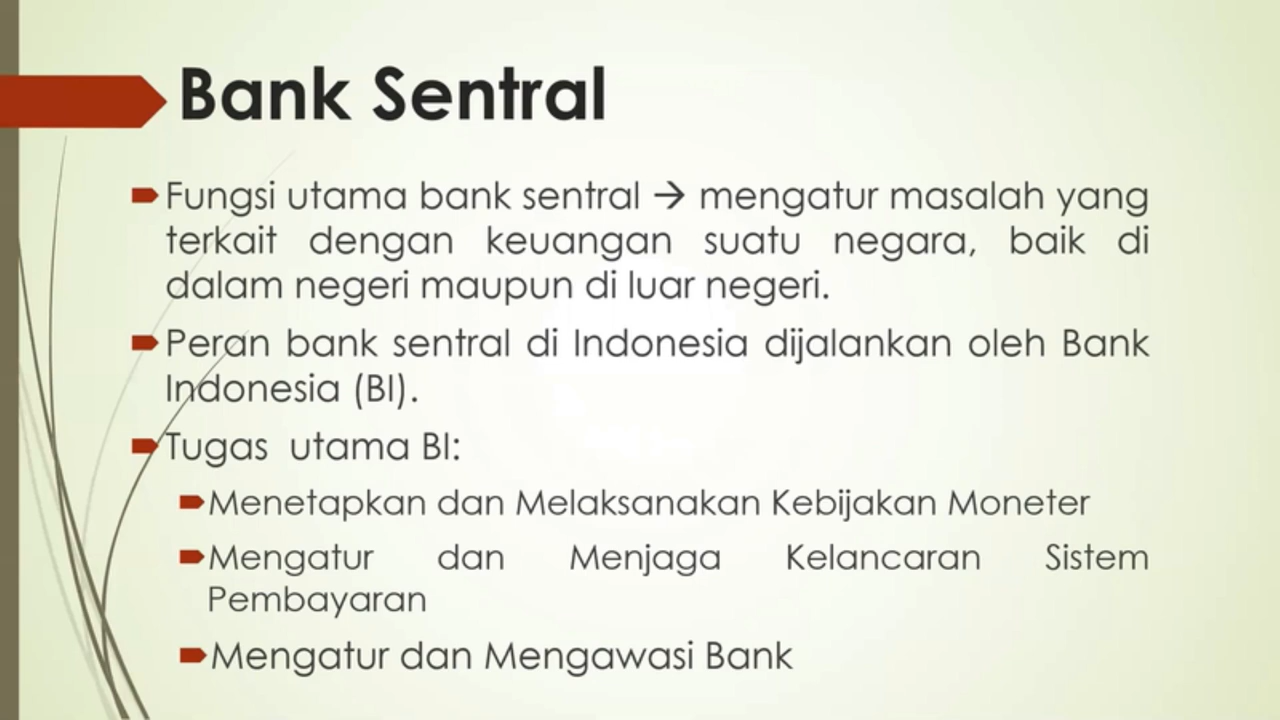 Bank Sentral
Fungsi utama bank sentral → mengatur masalah yang
terkait dengan keuangan suatu negara, baik di
dalam negeri maupun di luar negeri.
Peran bank sentral di Indonesia dijalankan oleh Bank
Indonesia (BI).
Tugas utama BI:
Menetapkan dan Melaksanakan Kebijakan Moneter
Mengatur dan Menjaga Kelancaran Sistem
Pembayaran
Mengatur dan Mengawasi Bank